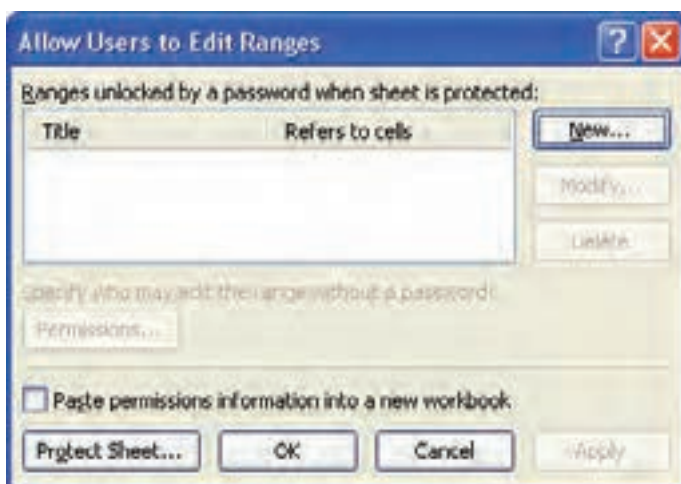 Allow Users to Edit Ranges
Ranges unlocked by a password when sheet is protected:
Title Refers to cells
New...
Modify...
Delete
Specify who may edit the range without a password:
Permissions...
Paste permissions information into a new workbook
Protect Sheet... OK Cancel Apply